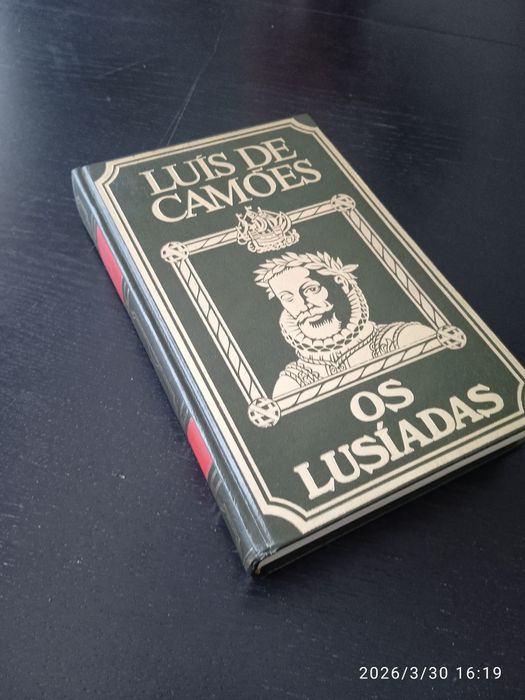 LUÍS DE
CAMÕES
OS
LUSÍADAS
2026/3/30 16:19